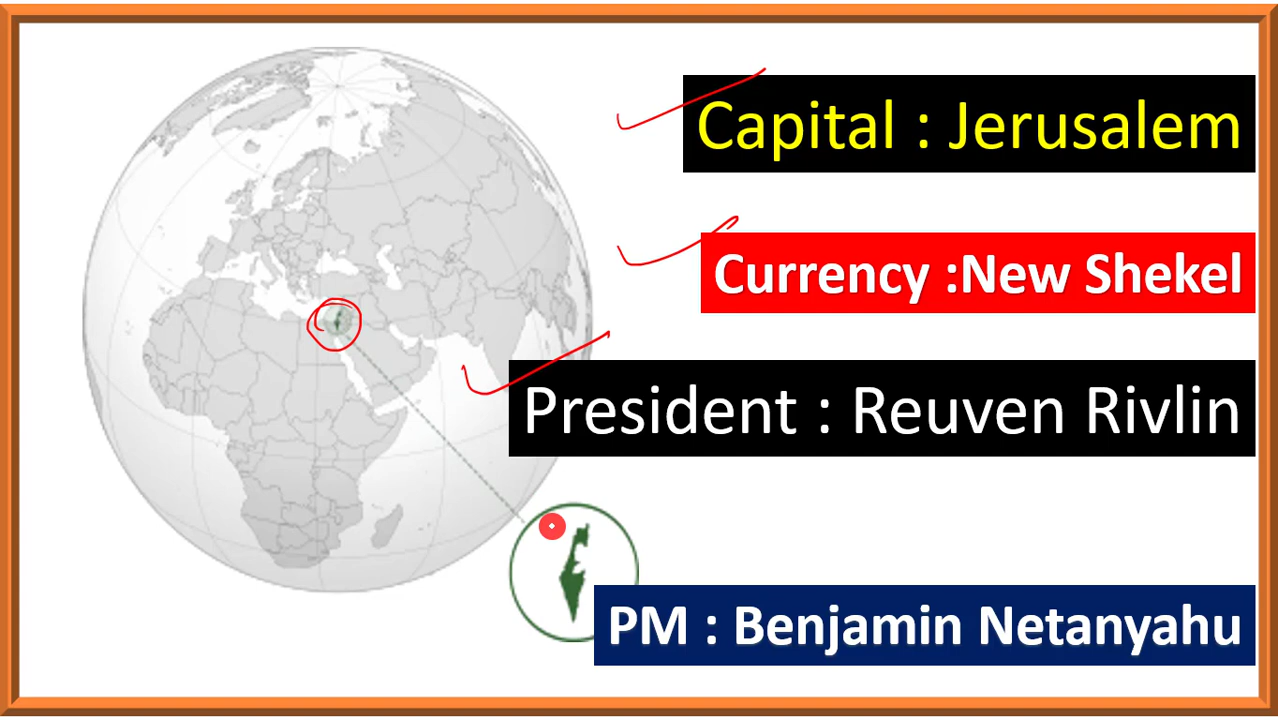 Capital : Jerusalem
Currency :New Shekel
President : Reuven Rivlin
PM : Benjamin Netanyahu